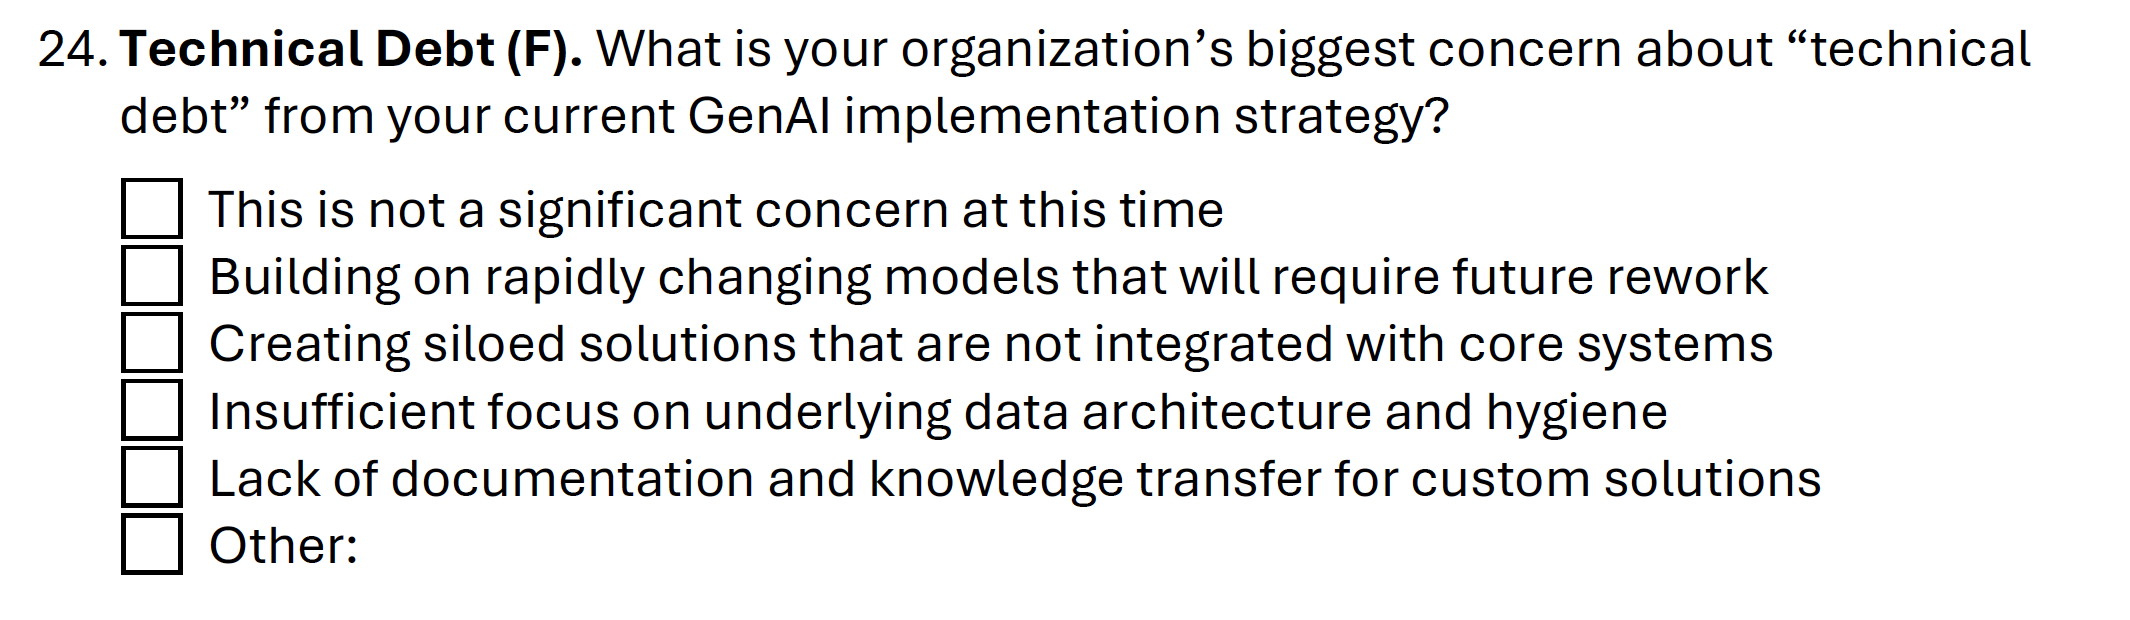 24. Technical Debt (F). What is your organization’s biggest concern about “technical
debt” from your current GenAI implementation strategy?
This is not a significant concern at this time
Building on rapidly changing models that will require future rework
Creating siloed solutions that are not integrated with core systems
Insufficient focus on underlying data architecture and hygiene
Lack of documentation and knowledge transfer for custom solutions
Other: